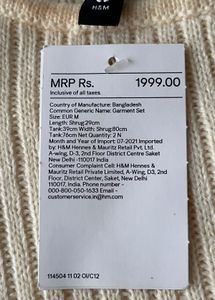 H&M
MRP Rs. 1999.00
Inclusive of all taxes.
Country of Manufacture: Bangladesh
Common Generic Name: Garment Set
Size: EUR M
Length: Shrug:29cm
Tank:39cm Width: Shrug:80cm
Tank:76cm Net Quantity: 2 N
Month and Year of Import: 07-2021 Imported
by: H&M Hennes & Mauritz Retail Pvt. Ltd.
A-wing, D-3, 2nd Floor District Centre Saket
New Delhi -110017 India
Consumer Complaint Cell: H&M Hennes &
Mauritz Retail Private Limited, A-Wing, D3, 2nd
Floor, District Center, Saket, New Delhi
-110017, INDIA, Phone number -
000-800-050-1633 Email -
customerservice.in@hm.com
114504 11 02 OI/C12